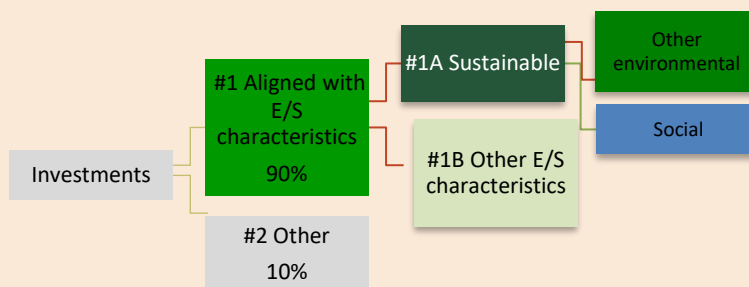 Investments
#1 Aligned with
E/S
characteristics
90%
#2 Other
10%
#1A Sustainable
#1B Other E/S
characteristics
Other
environmental
Social